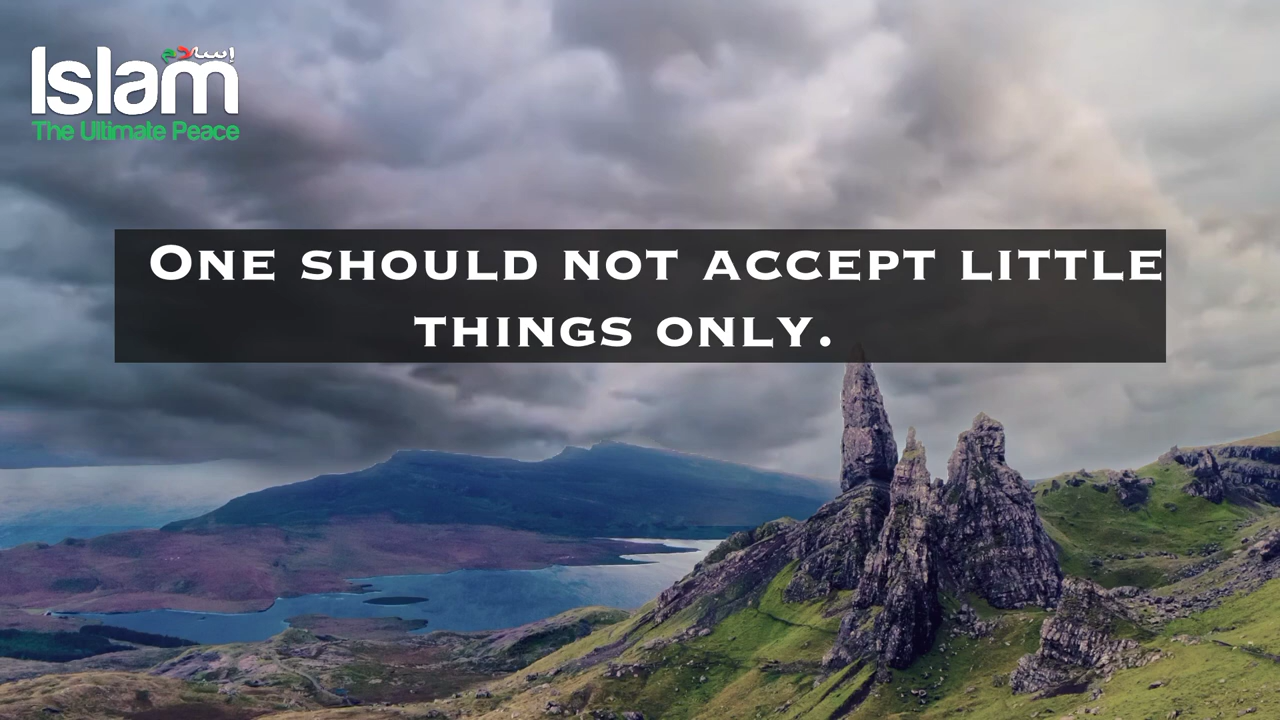 إسلام
Islam
The Ultimate Peace
One should not accept little
things only.